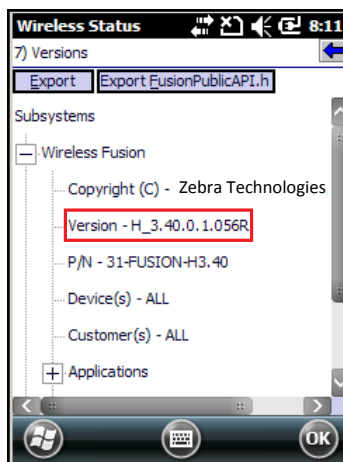 Wireless Status 8:11
7) Versions
Export Export FusionPublicAPI.h
Subsystems
Wireless Fusion
Copyright (C) - Zebra Technologies
Version - H_3.40.0.1.056R
P/N - 31-FUSION-H3.40
Device(s) - ALL
Customer(s) - ALL
Applications
OK